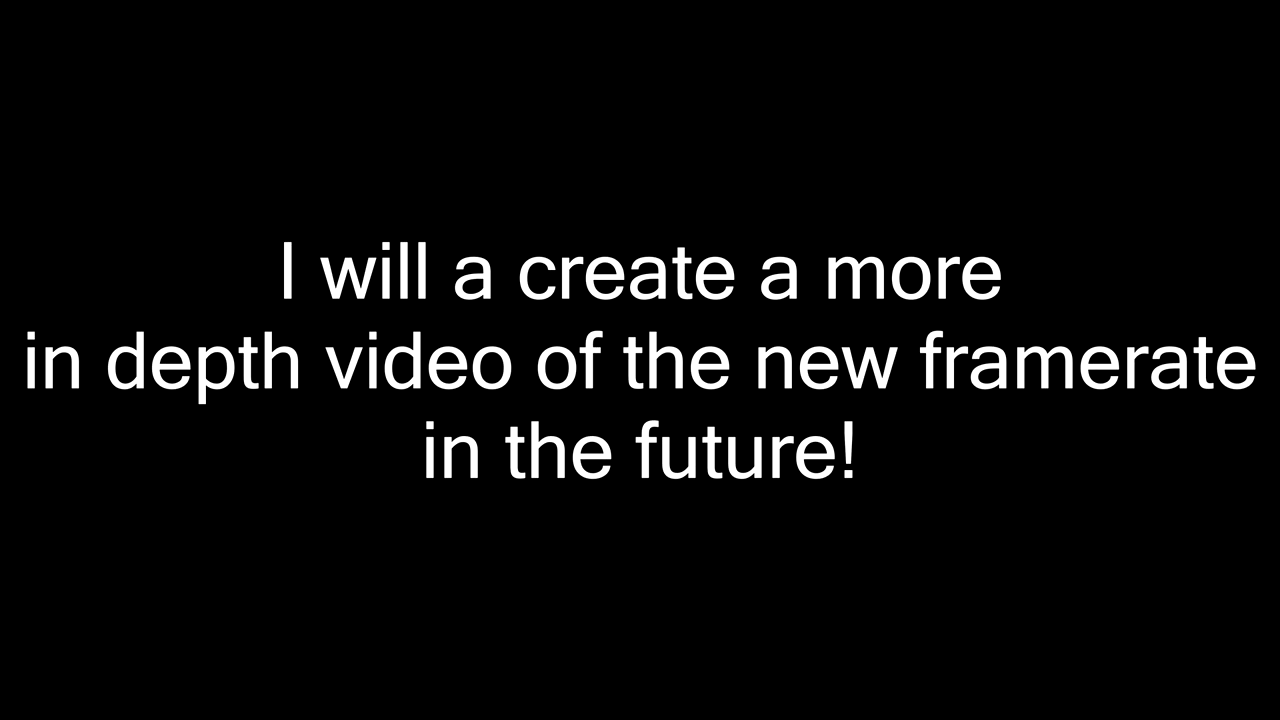 I will a create a more
in depth video of the new framerate
in the future!